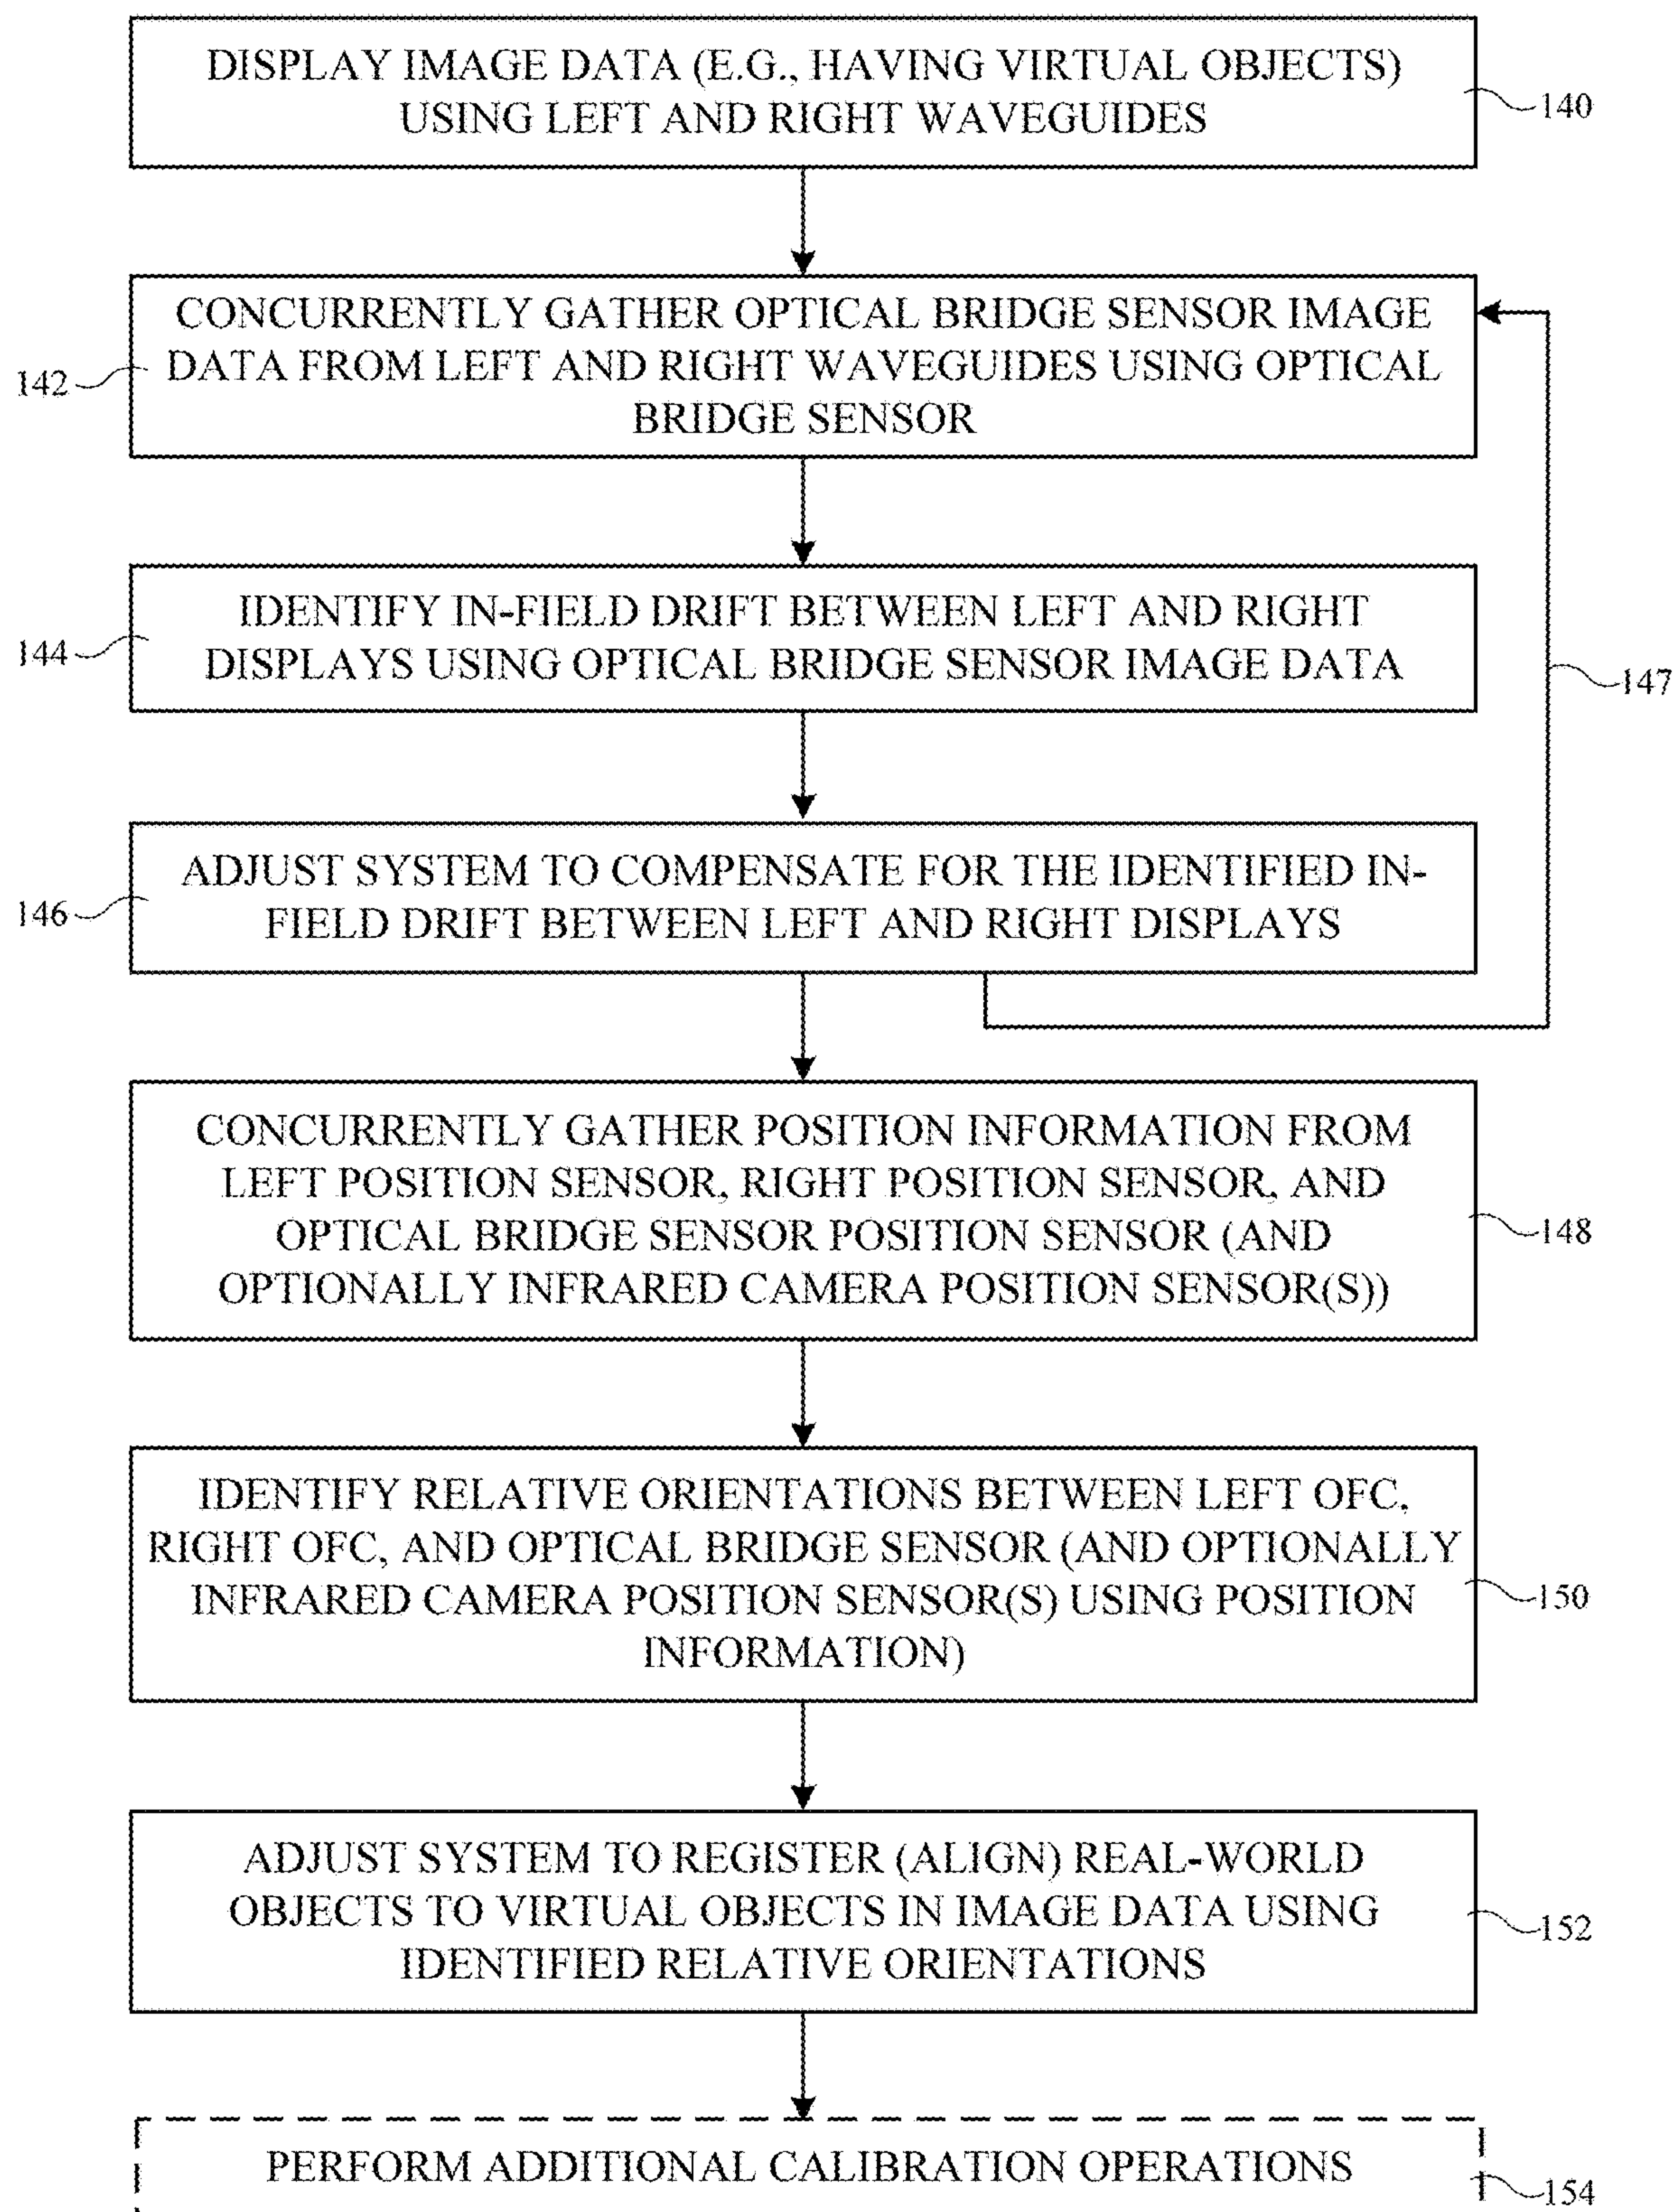 DISPLAY IMAGE DATA (E.G., HAVING VIRTUAL OBJECTS)
USING LEFT AND RIGHT WAVEGUIDES
140
CONCURRENTLY GATHER OPTICAL BRIDGE SENSOR IMAGE
DATA FROM LEFT AND RIGHT WAVEGUIDES USING OPTICAL
BRIDGE SENSOR
142
IDENTIFY IN-FIELD DRIFT BETWEEN LEFT AND RIGHT
DISPLAYS USING OPTICAL BRIDGE SENSOR IMAGE DATA
144
147
ADJUST SYSTEM TO COMPENSATE FOR THE IDENTIFIED IN-
FIELD DRIFT BETWEEN LEFT AND RIGHT DISPLAYS
146
CONCURRENTLY GATHER POSITION INFORMATION FROM
LEFT POSITION SENSOR, RIGHT POSITION SENSOR, AND
OPTICAL BRIDGE SENSOR POSITION SENSOR (AND
OPTIONALLY INFRARED CAMERA POSITION SENSOR(S))
148
IDENTIFY RELATIVE ORIENTATIONS BETWEEN LEFT OFC,
RIGHT OFC, AND OPTICAL BRIDGE SENSOR (AND OPTIONALLY
INFRARED CAMERA POSITION SENSOR(S) USING POSITION
INFORMATION)
150
ADJUST SYSTEM TO REGISTER (ALIGN) REAL-WORLD
OBJECTS TO VIRTUAL OBJECTS IN IMAGE DATA USING
IDENTIFIED RELATIVE ORIENTATIONS
152
PERFORM ADDITIONAL CALIBRATION OPERATIONS
154